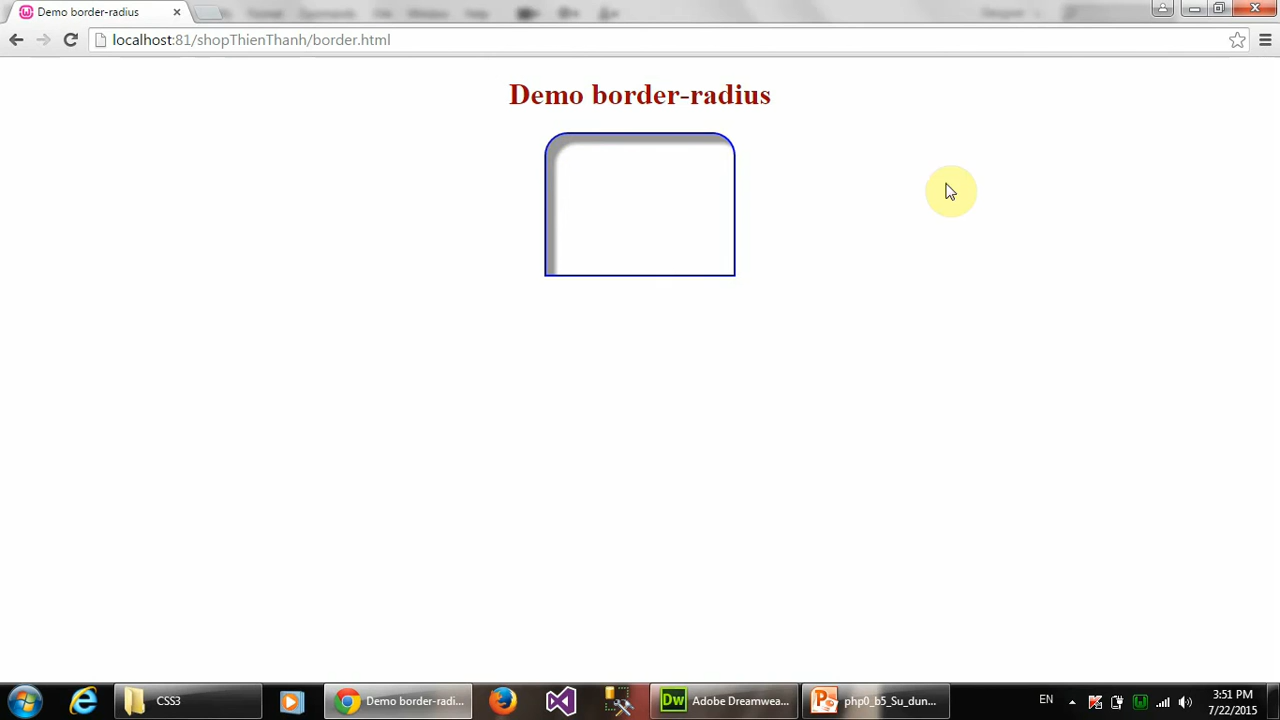 Demo border-radius
localhost:81/shopThienThanh/border.html
Demo border-radius
CSS3
Demo border-radi...
Dw
Adobe Dreamwea...
php0_b5_Su_dun...
EN
3:51 PM
7/22/2015